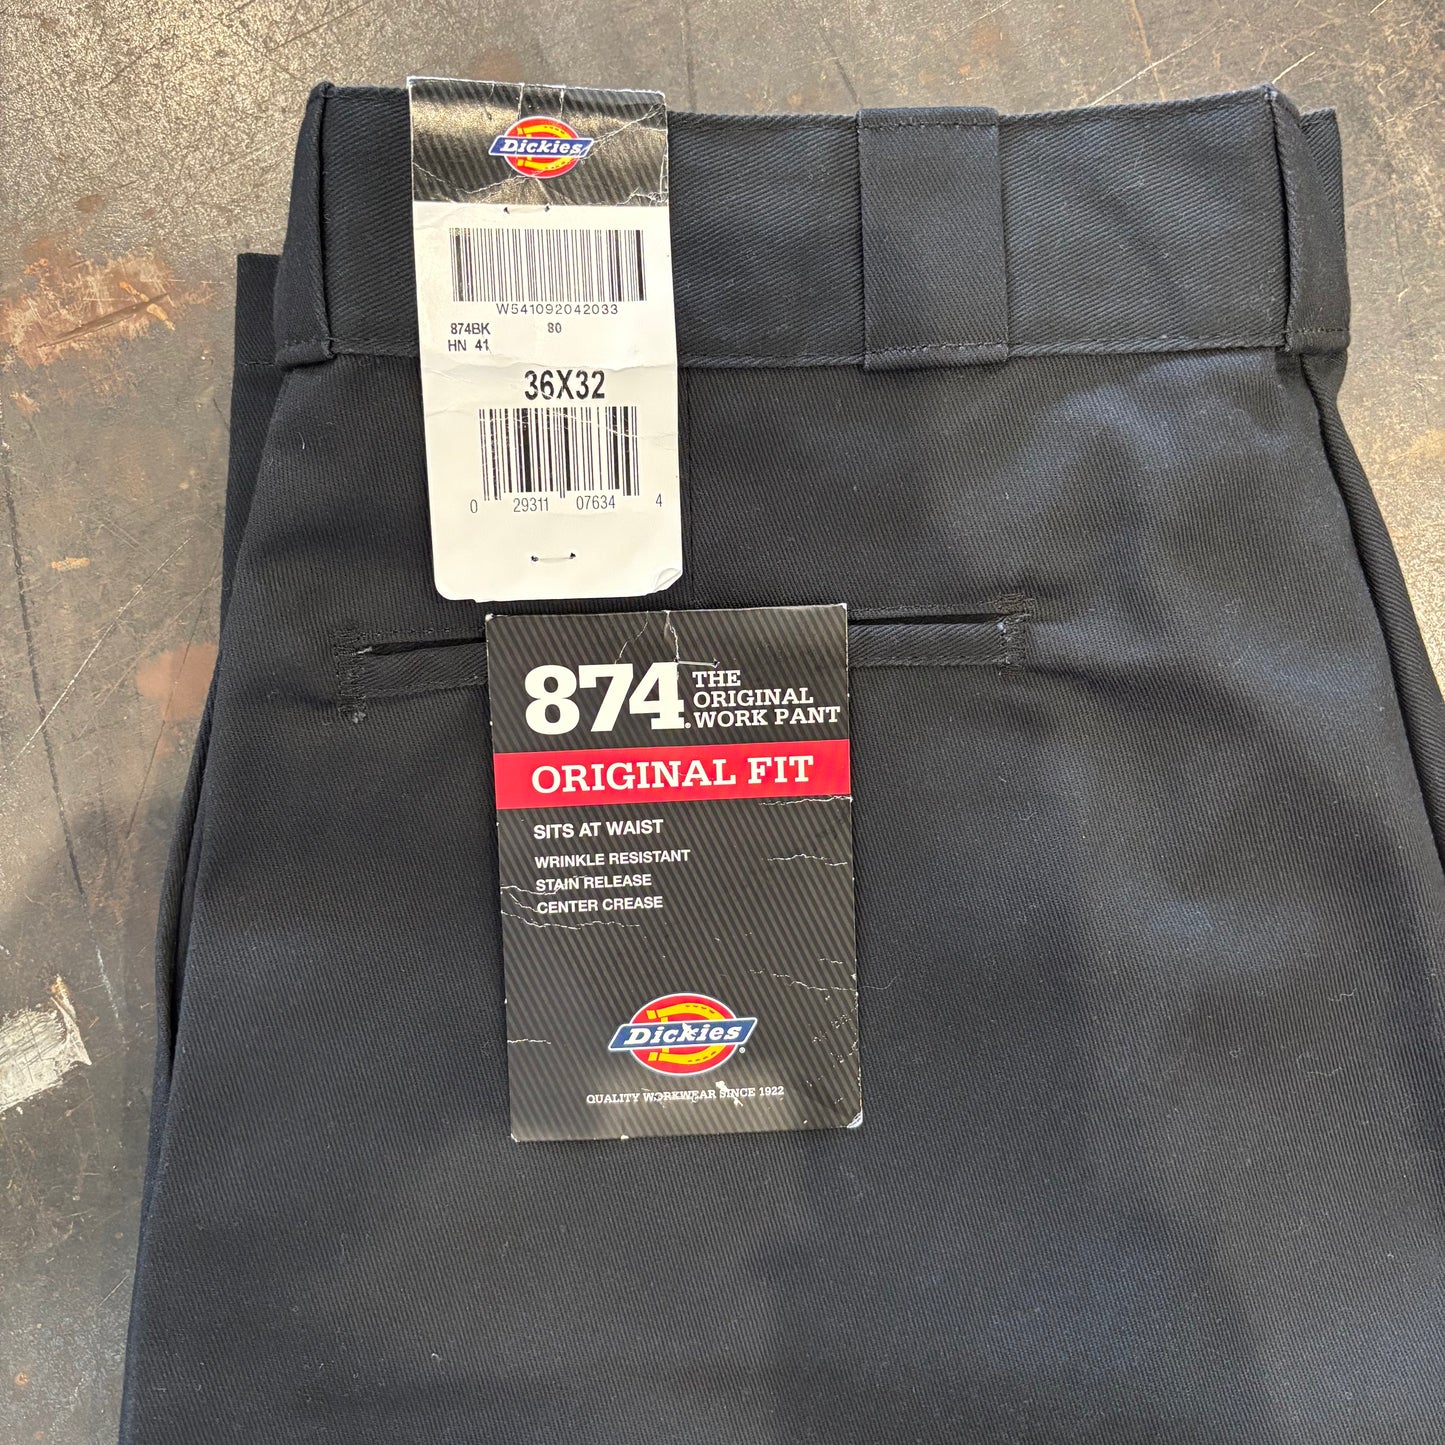 Dickies
W541092042033
874BK 80
HN 41
36X32
0 29311 07634 4
874® THE ORIGINAL WORK PANT
ORIGINAL FIT
SITS AT WAIST
WRINKLE RESISTANT
STAIN RELEASE
CENTER CREASE
Dickies®
QUALITY WORKWEAR SINCE 1922